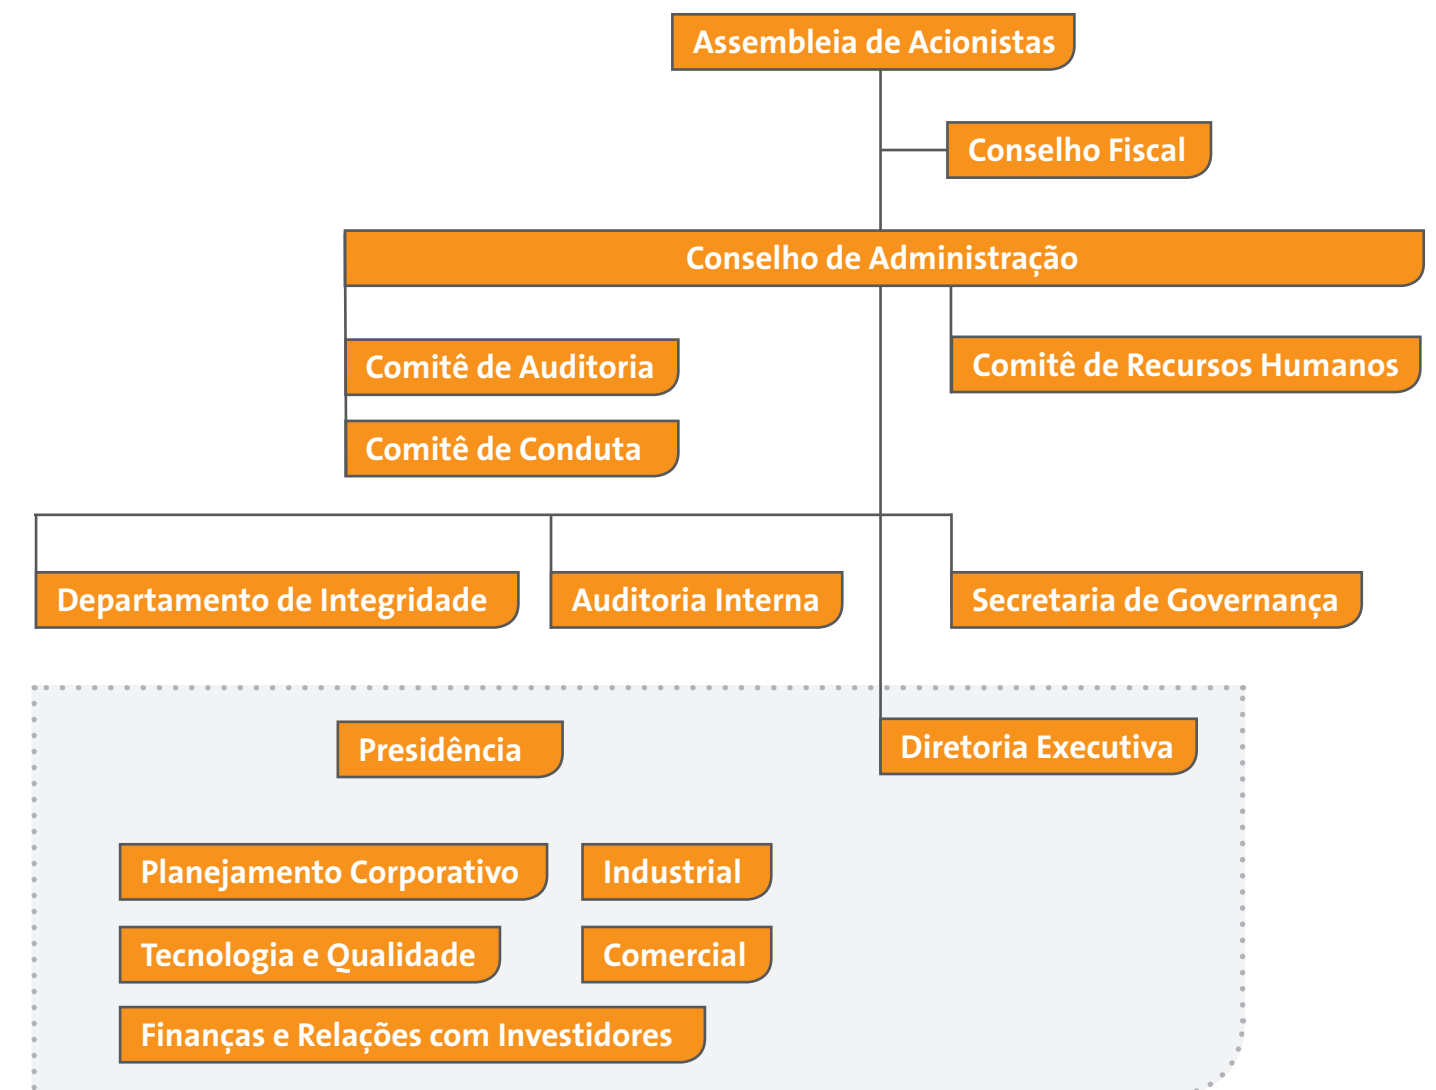 Assembleia de Acionistas
Conselho Fiscal
Conselho de Administração
Comitê de Auditoria
Comitê de Recursos Humanos
Comitê de Conduta
Departamento de Integridade
Auditoria Interna
Secretaria de Governança
Presidência
Diretoria Executiva
Planejamento Corporativo
Industrial
Tecnologia e Qualidade
Comercial
Finanças e Relações com Investidores